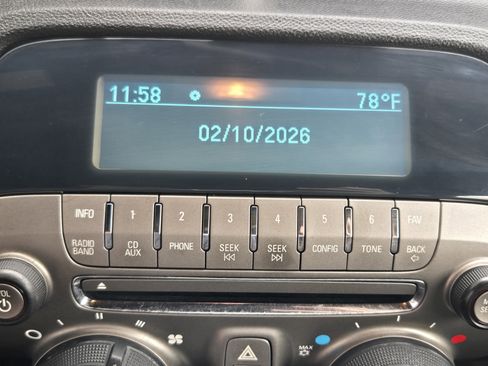 11:58 78°F
02/10/2026
INFO 1 2 3 4 5 6 FAV
RADIO BAND CD AUX PHONE SEEK SEEK CONFIG TONE BACK
VOL
MAX